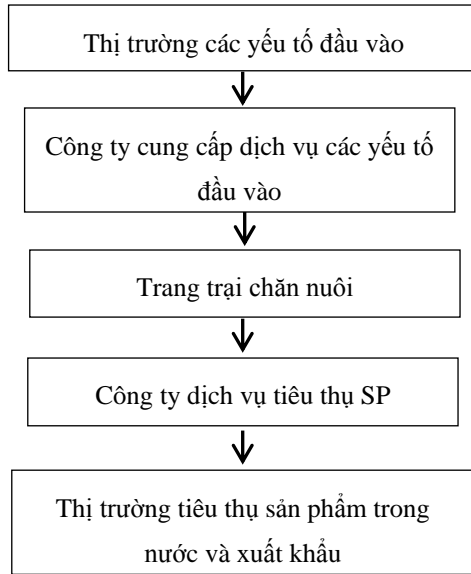 Thị trường các yếu tố đầu vào
Công ty cung cấp dịch vụ các yếu tố
đầu vào
Trang trại chăn nuôi
Công ty dịch vụ tiêu thụ SP
Thị trường tiêu thụ sản phẩm trong
nước và xuất khẩu